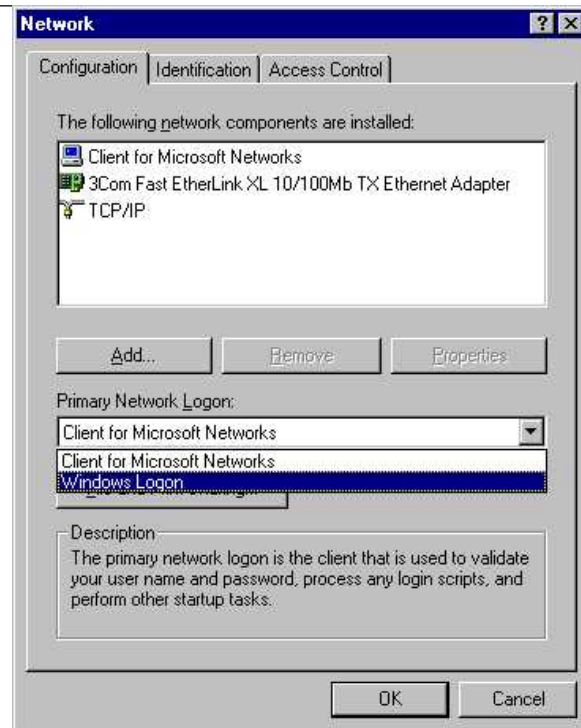 Network
Configuration Identification Access Control
The following network components are installed:
Client for Microsoft Networks
3Com Fast EtherLink XL 10/100Mb TX Ethernet Adapter
TCP/IP
Add... Remove Properties
Primary Network Logon:
Client for Microsoft Networks
Client for Microsoft Networks
Windows Logon
Description
The primary network logon is the client that is used to validate
your user name and password, process any login scripts, and
perform other startup tasks.
OK Cancel